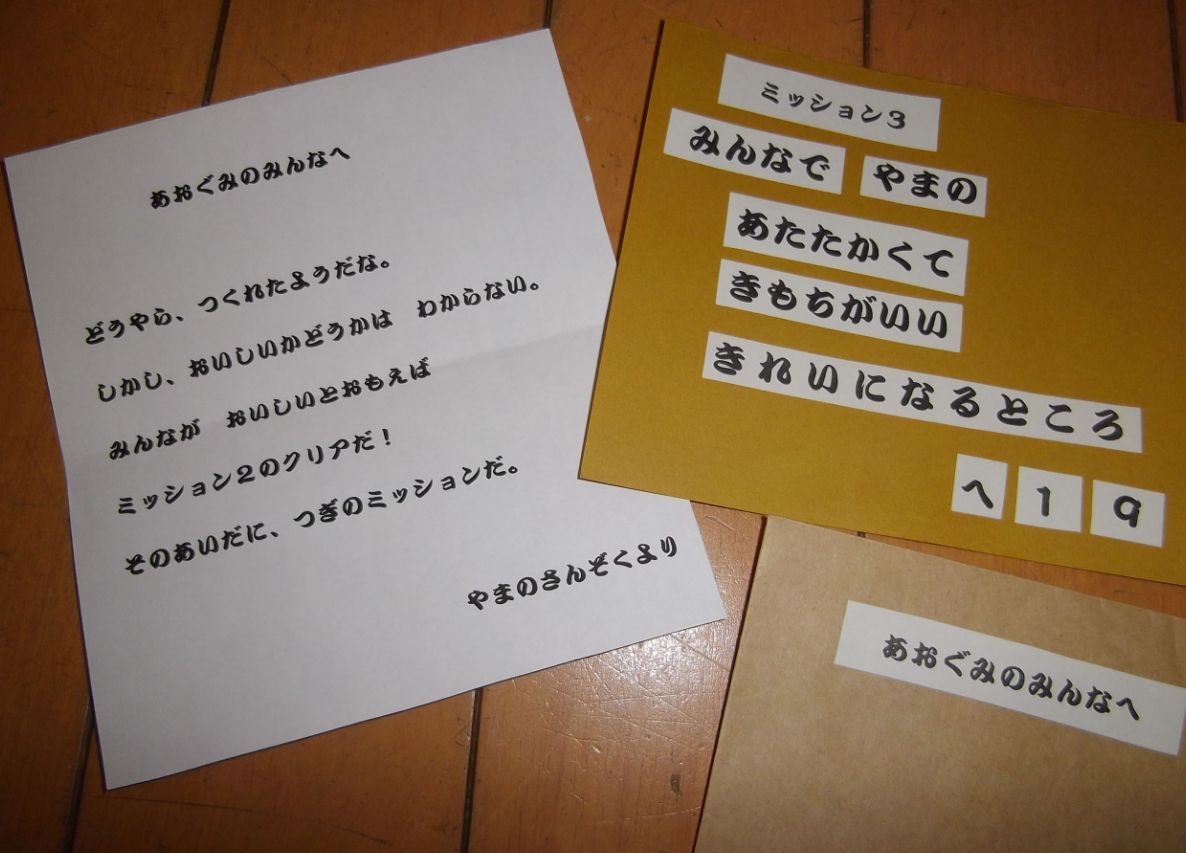 あおぐみのみんなへ
どうやら、つくれたようだな。
しかし、おいしいかどうかは　わからない。
みんなが　おいしいとおもえば
ミッション２のクリアだ！
そのあいだに、つぎのミッションだ。
やまのさんぞくより
ミッション３
みんなで やまの
あたたかくて
きもちがいい
きれいになるところ
へ１９
あおぐみのみんなへ